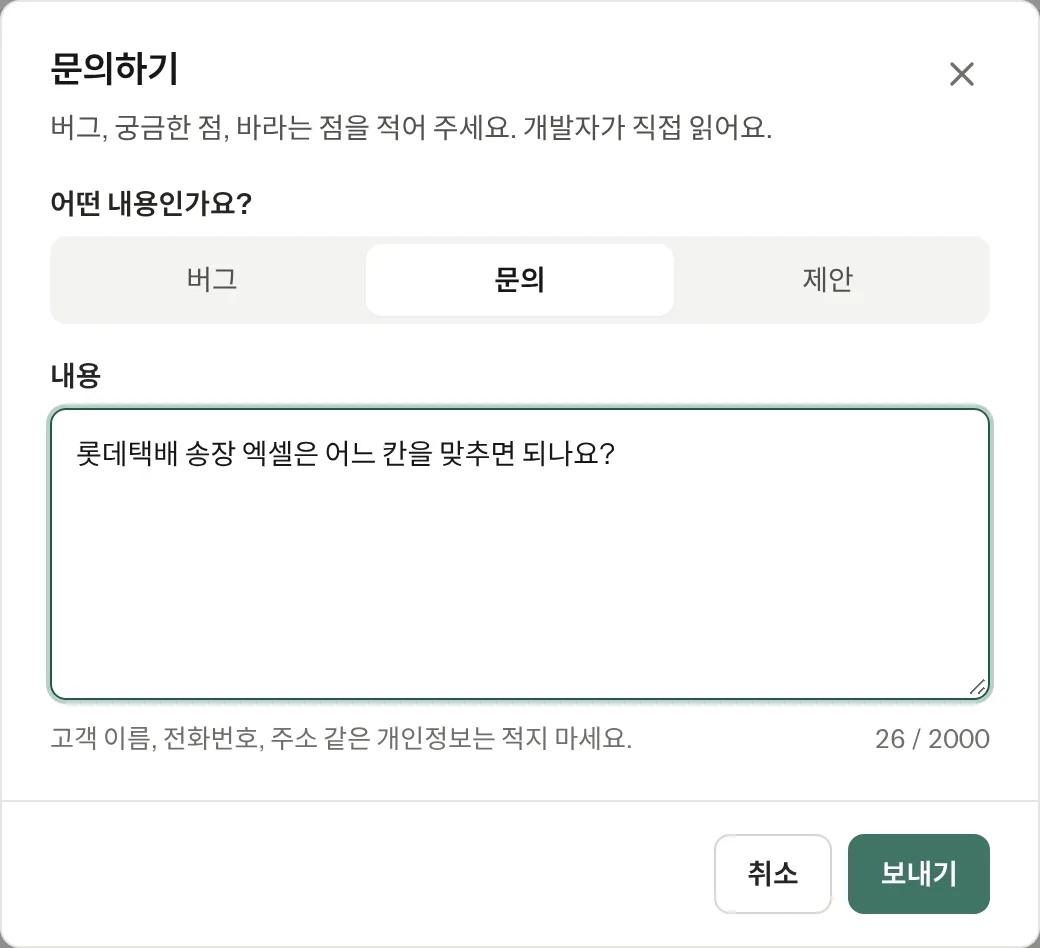 문의하기
버그, 궁금한 점, 바라는 점을 적어 주세요. 개발자가 직접 읽어요.
어떤 내용인가요?
버그
문의
제안
내용
롯데택배 송장 엑셀은 어느 칸을 맞추면 되나요?
고객 이름, 전화번호, 주소 같은 개인정보는 적지 마세요.
26 / 2000
취소
보내기